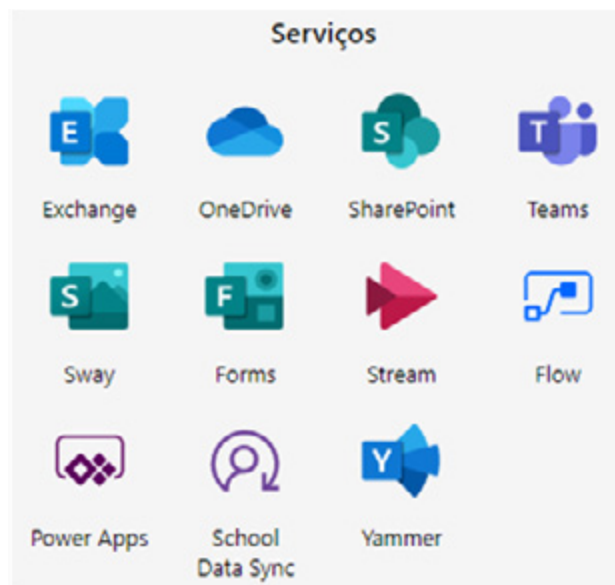 Serviços
E
S
T
Exchange
OneDrive
SharePoint
Teams
S
F
Sway
Forms
Stream
Flow
Y
Power Apps
School
Data Sync
Yammer